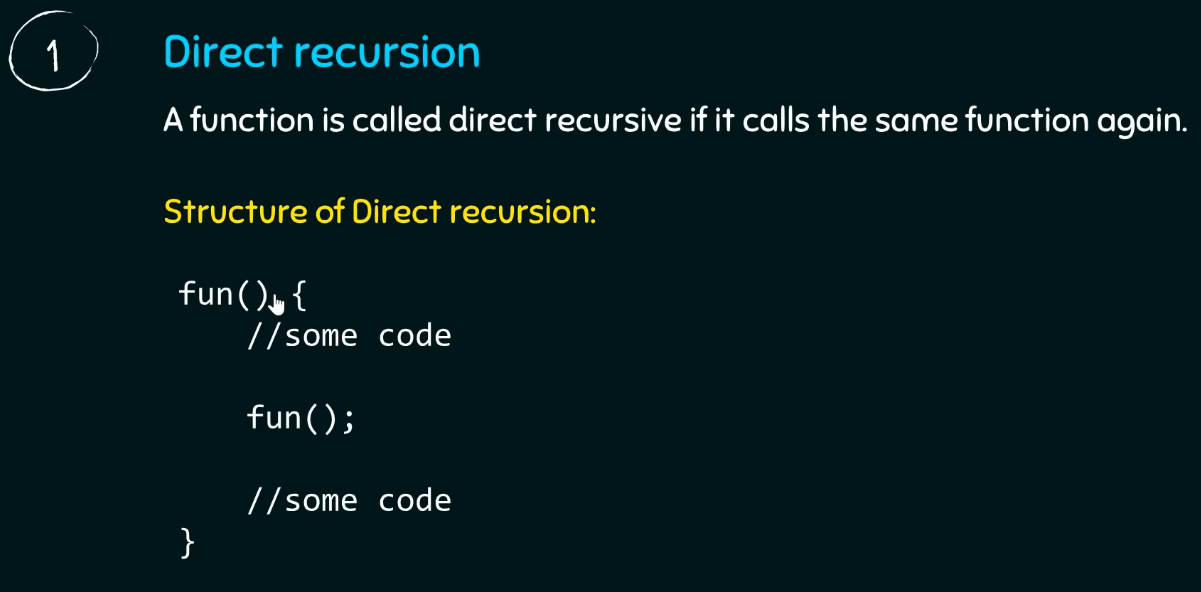 1
Direct recursion
A function is called direct recursive if it calls the same function again.
Structure of Direct recursion:
fun() {
//some code
fun();
//some code
}